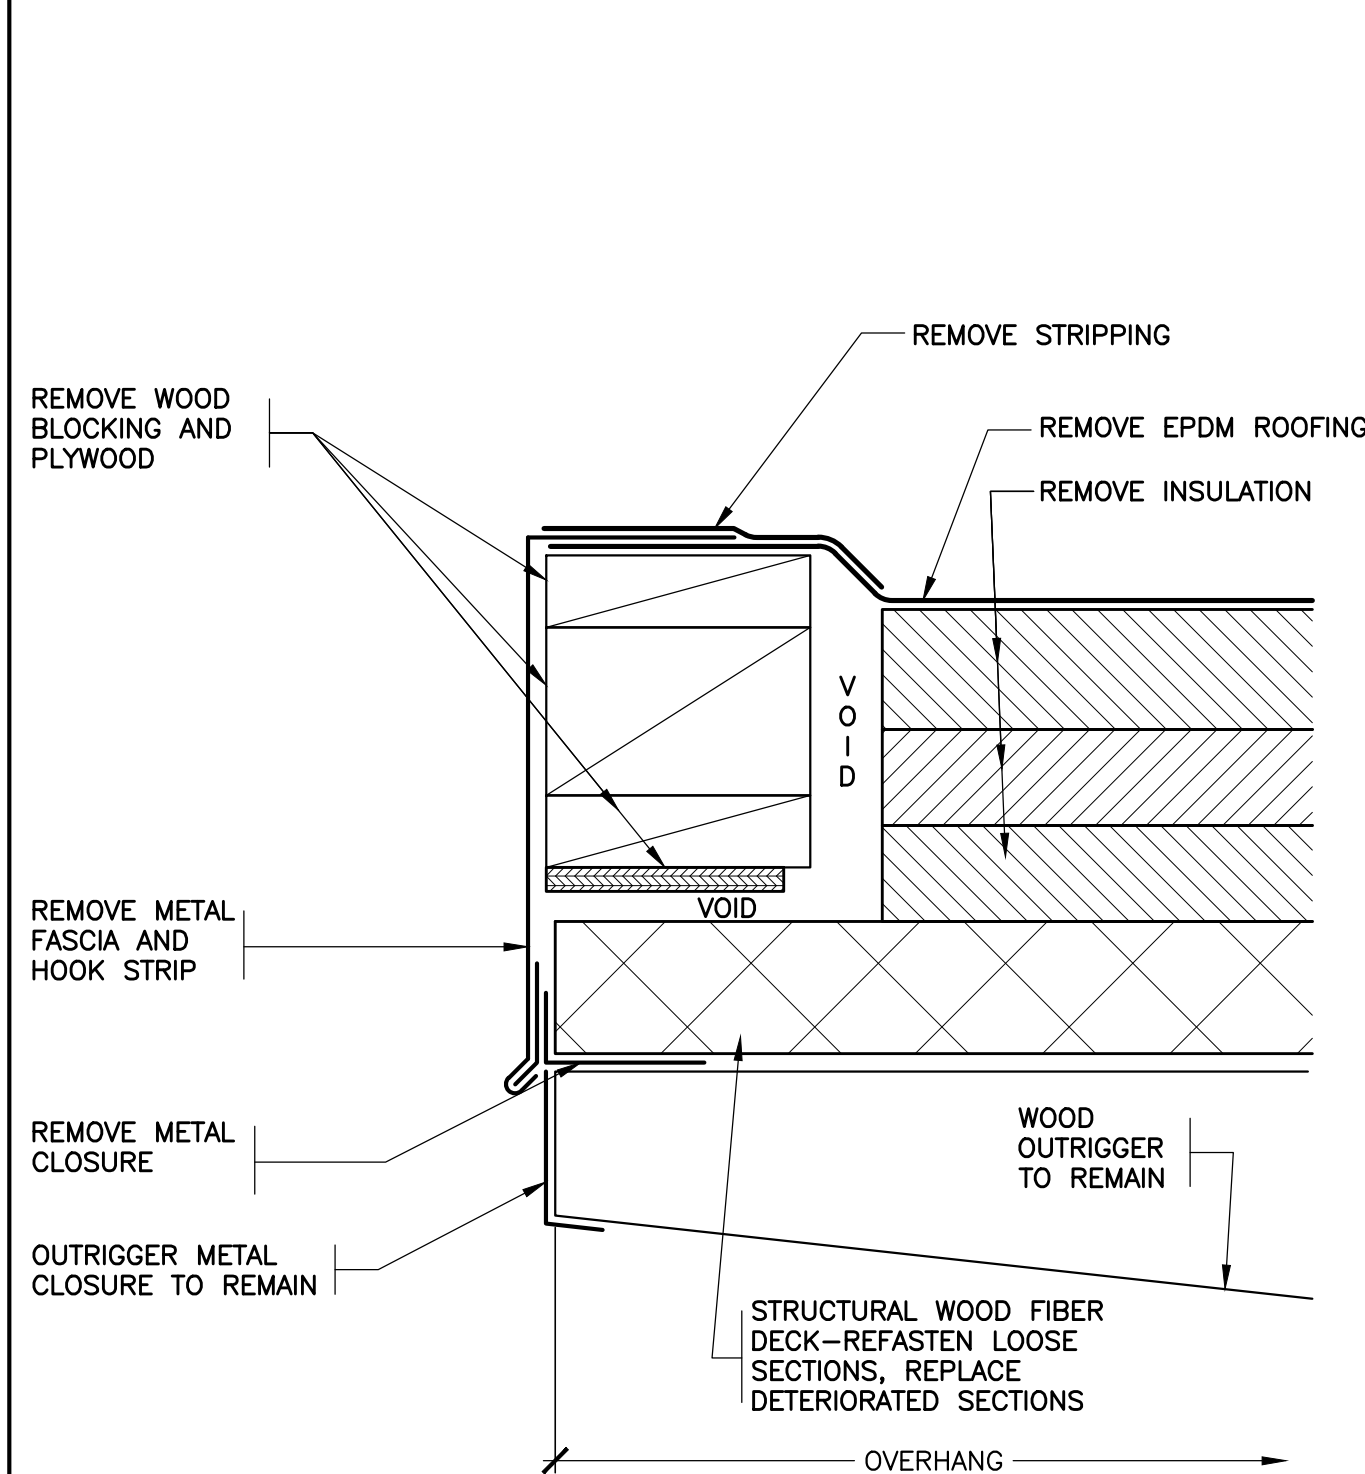 REMOVE STRIPPING
REMOVE WOOD
BLOCKING AND
PLYWOOD
REMOVE EPDM ROOFING
REMOVE INSULATION
VOID
VOID
REMOVE METAL
FASCIA AND
HOOK STRIP
REMOVE METAL
CLOSURE
WOOD
OUTRIGGER
TO REMAIN
OUTRIGGER METAL
CLOSURE TO REMAIN
STRUCTURAL WOOD FIBER
DECK-REFASTEN LOOSE
SECTIONS, REPLACE
DETERIORATED SECTIONS
OVERHANG